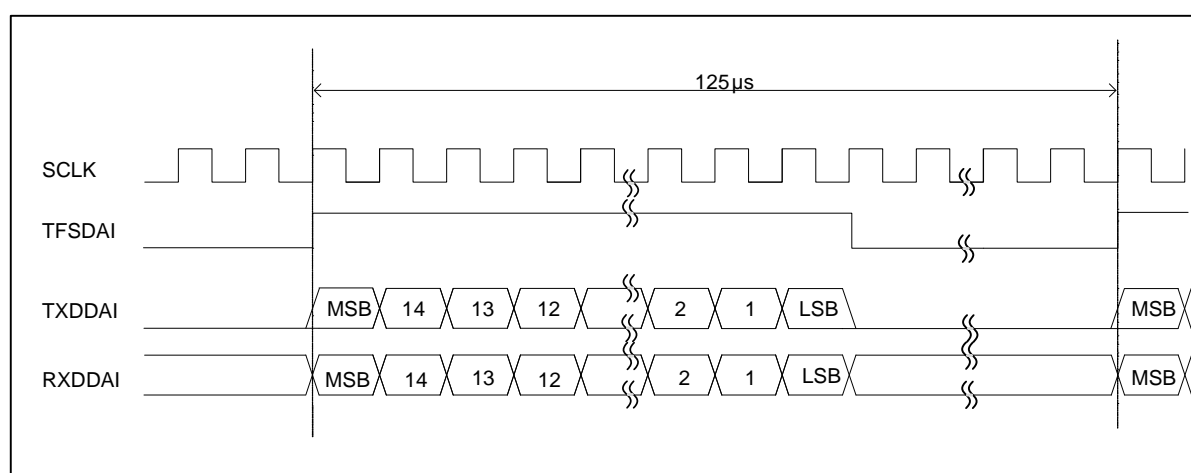 125µs
SCLK
TFSDAI
TXDDAI MSB 14 13 12 2 1 LSB MSB
RXDDAI MSB 14 13 12 2 1 LSB MSB